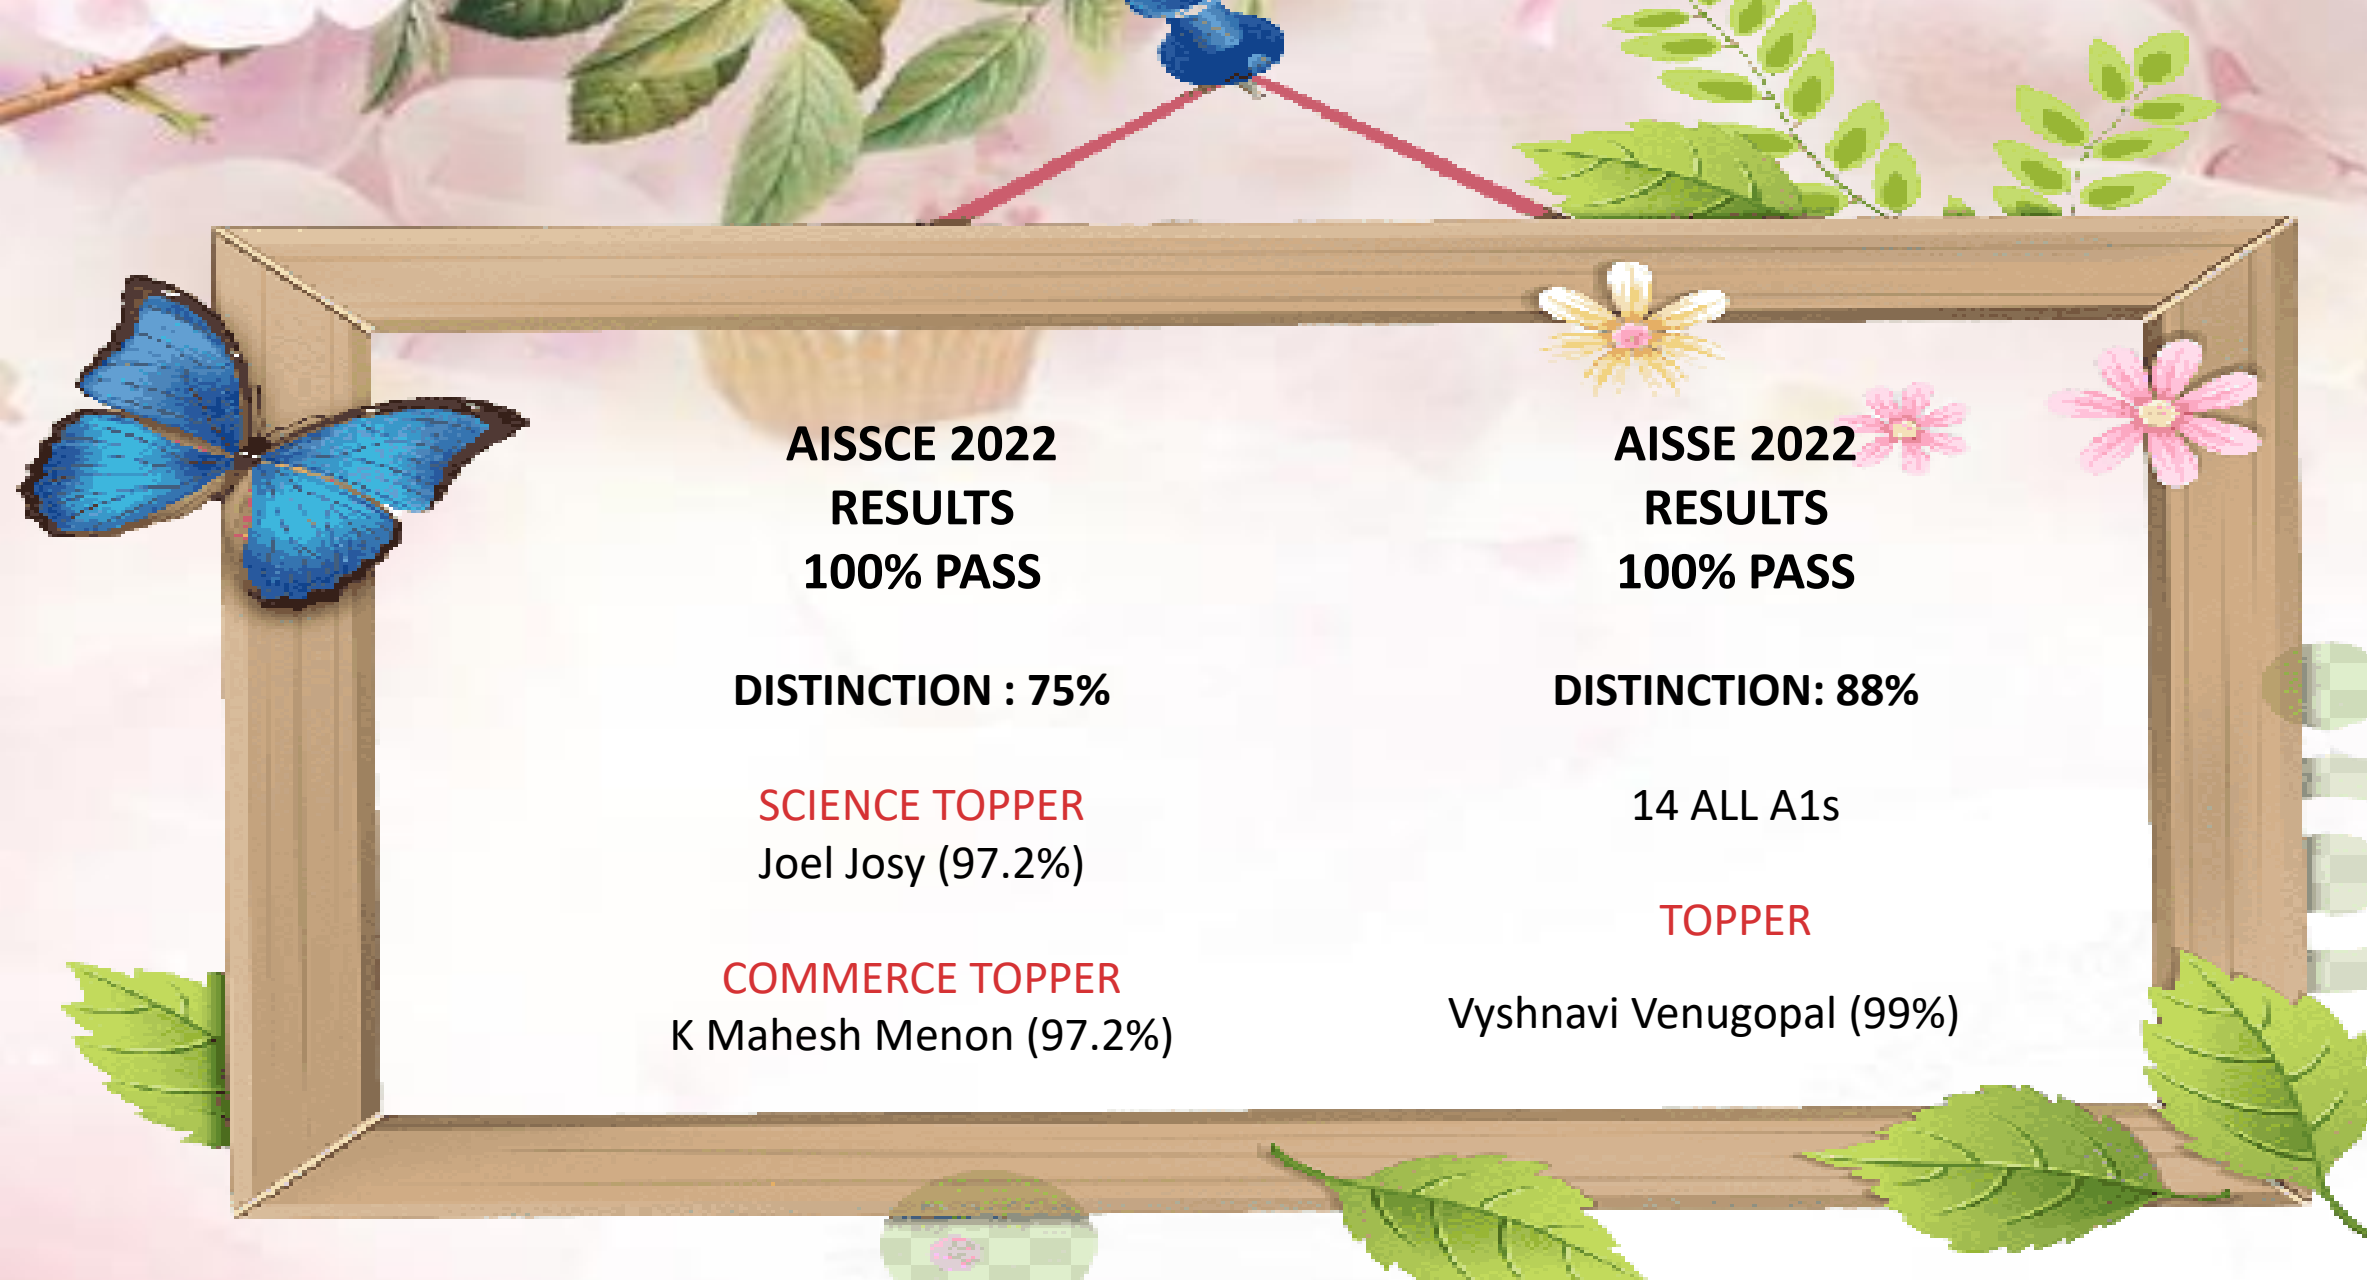 AISSCE 2022
RESULTS
100% PASS
DISTINCTION : 75%
SCIENCE TOPPER
Joel Josy (97.2%)
COMMERCE TOPPER
K Mahesh Menon (97.2%)
AISSE 2022
RESULTS
100% PASS
DISTINCTION: 88%
14 ALL A1s
TOPPER
Vyshnavi Venugopal (99%)